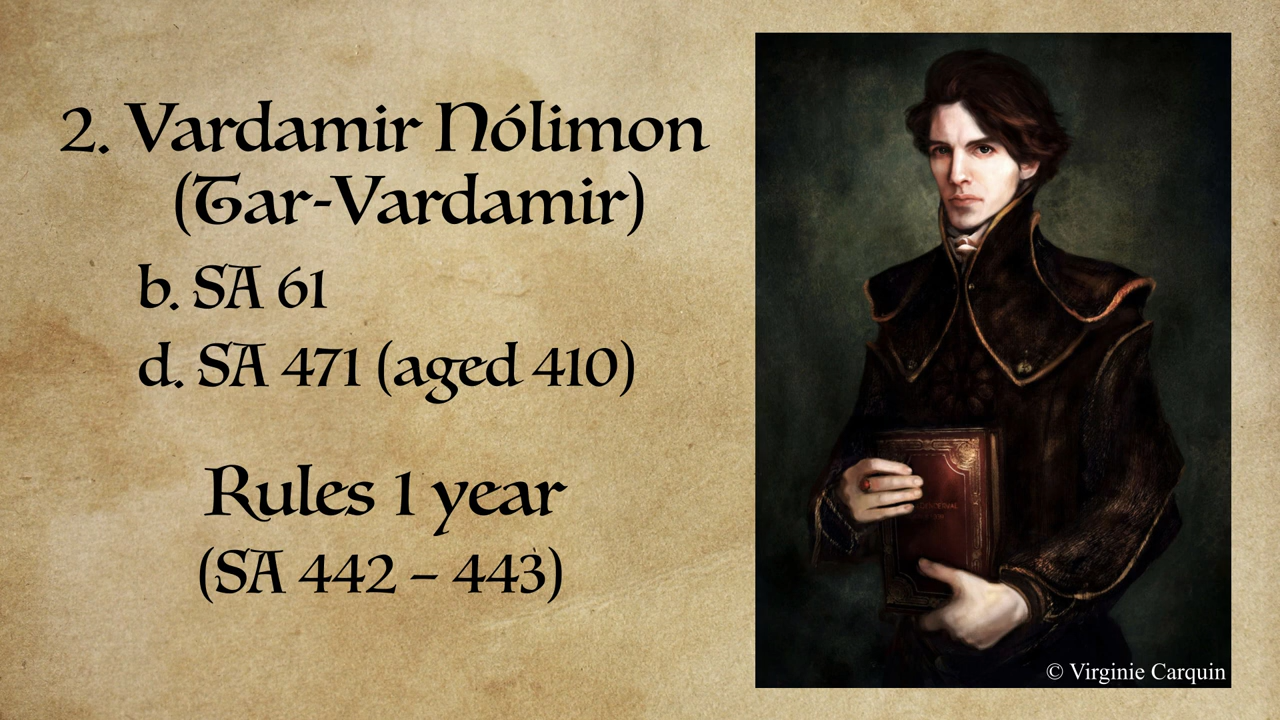 2. Vardamir Nólimon
(Tar-Vardamir)
b. SA 61
d. SA 471 (aged 410)
Rules 1 year
(SA 442 – 443)
© Virginie Carquin